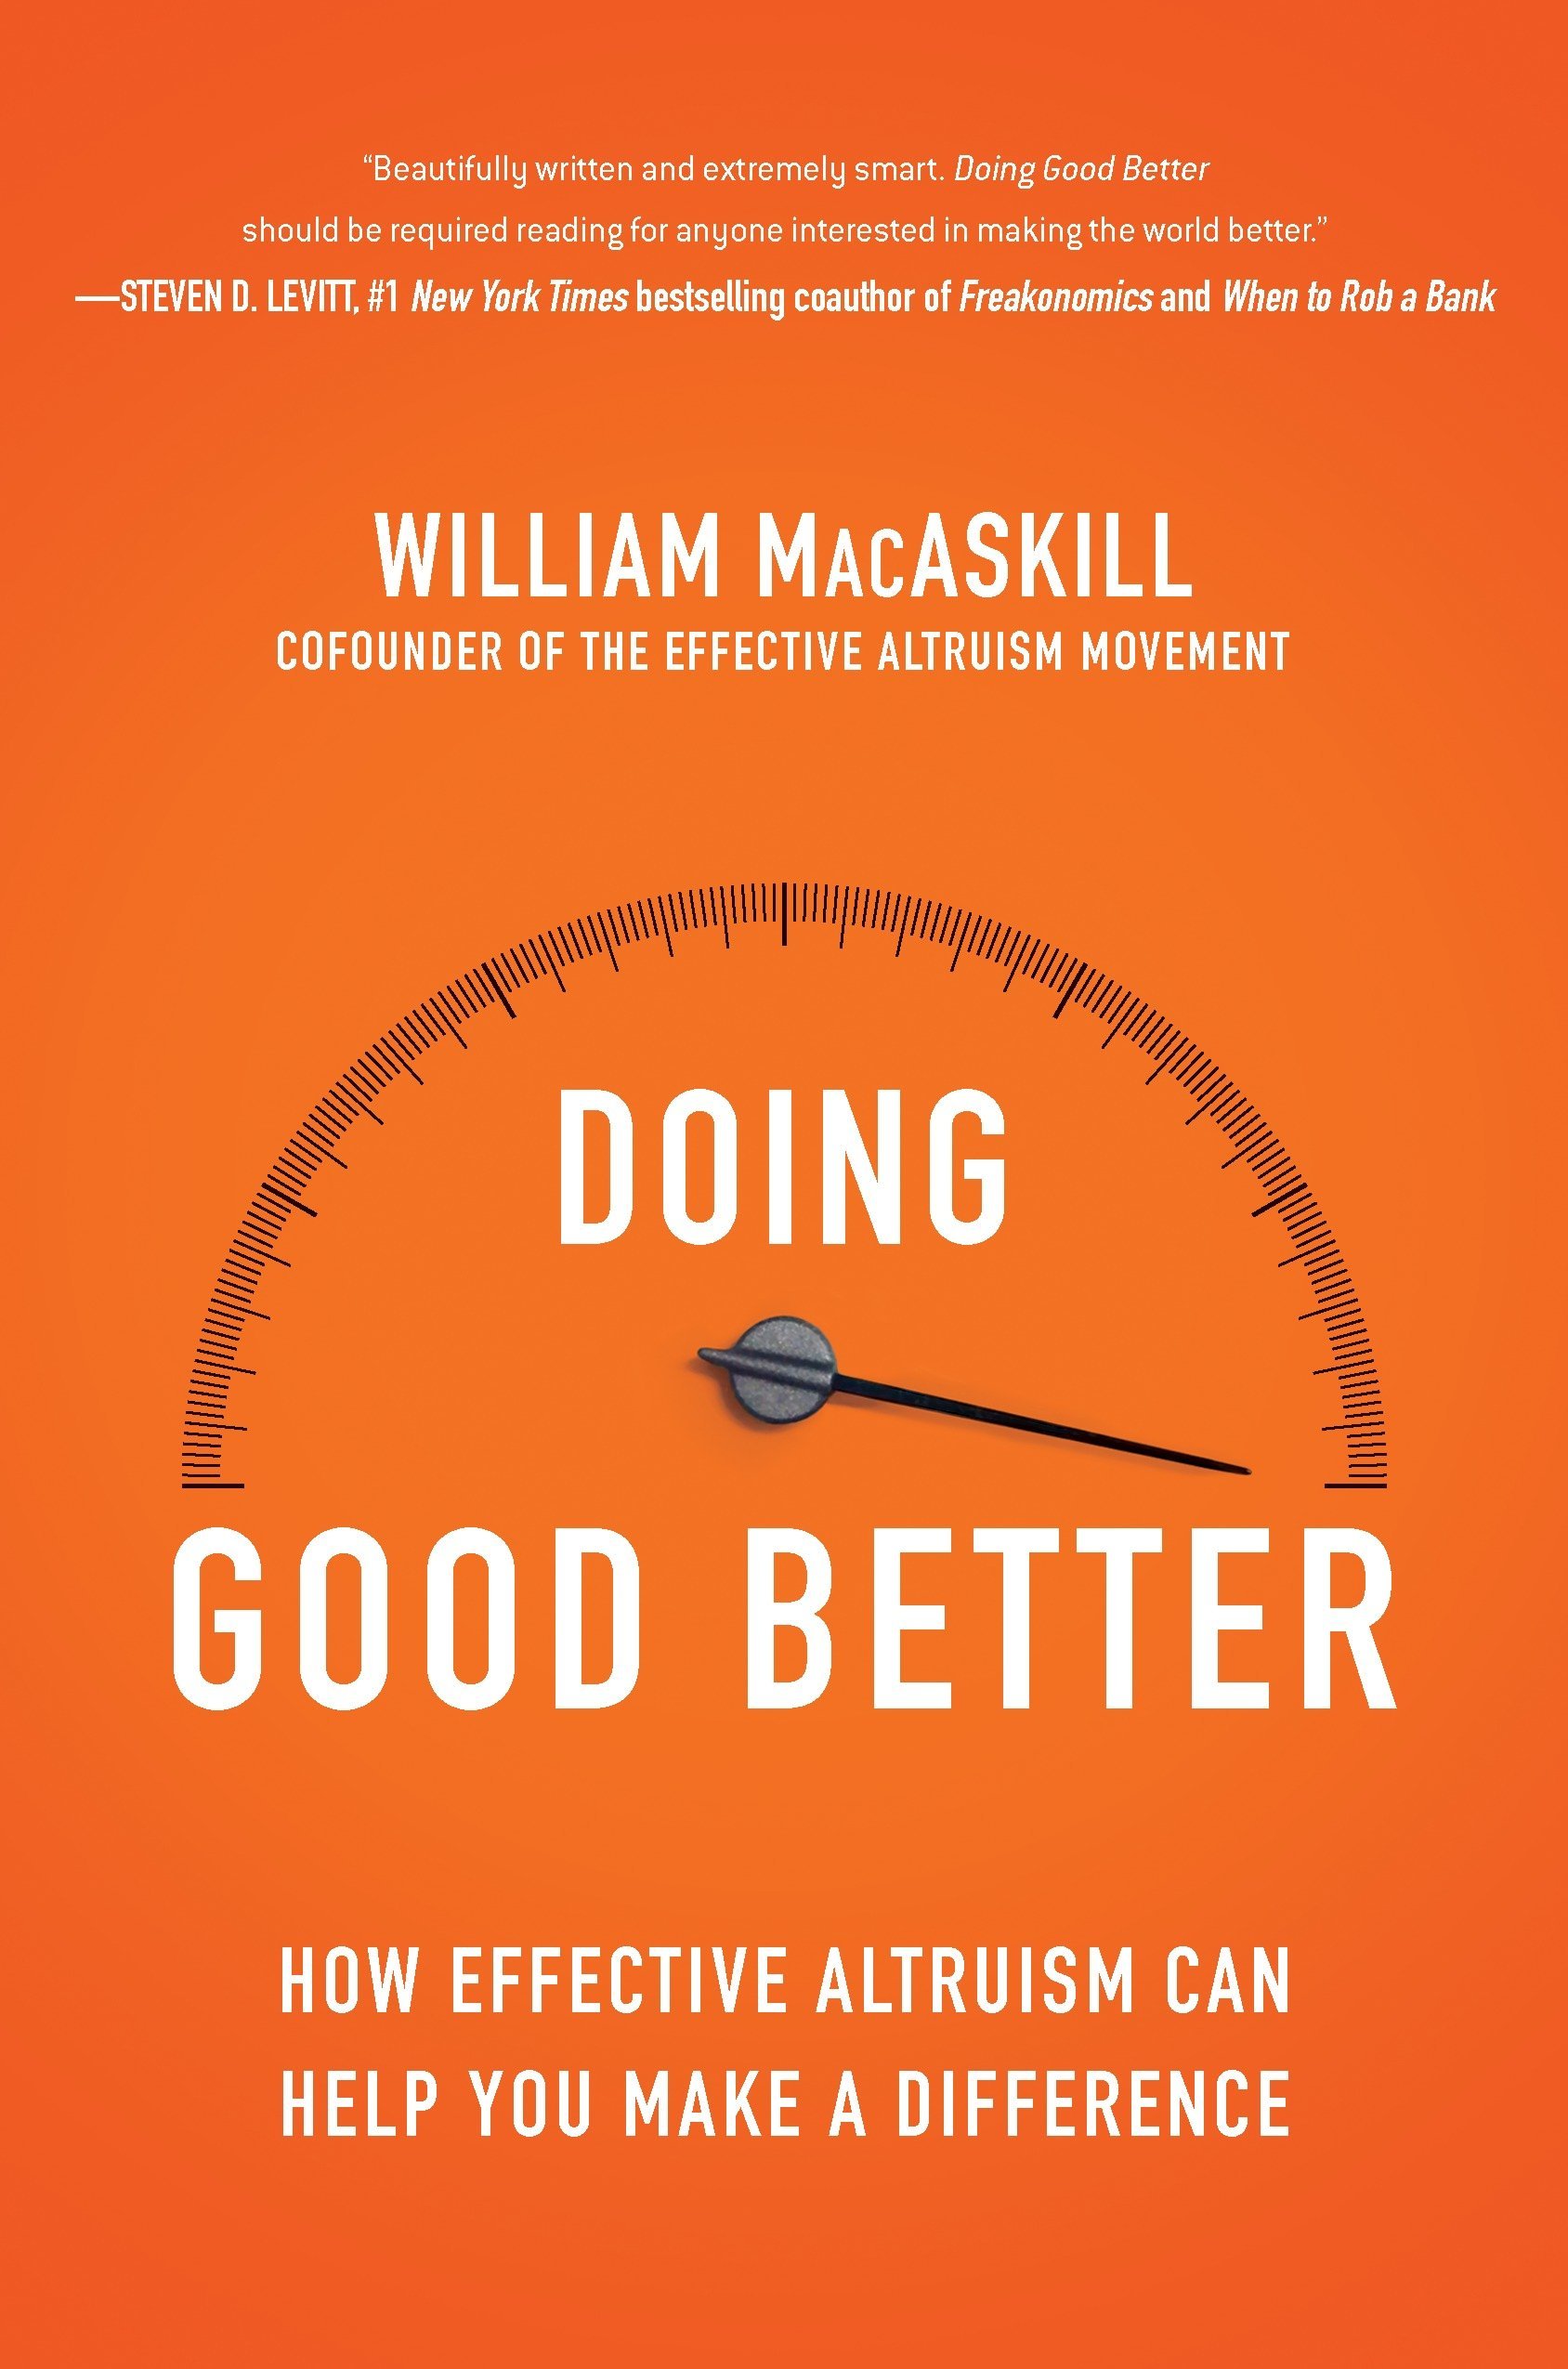 “Beautifully written and extremely smart. Doing Good Better
should be required reading for anyone interested in making the world better.”
—STEVEN D. LEVITT, #1 New York Times bestselling coauthor of Freakonomics and When to Rob a Bank
WILLIAM MACASKILL
COFOUNDER OF THE EFFECTIVE ALTRUISM MOVEMENT
DOING
GOOD BETTER
HOW EFFECTIVE ALTRUISM CAN
HELP YOU MAKE A DIFFERENCE